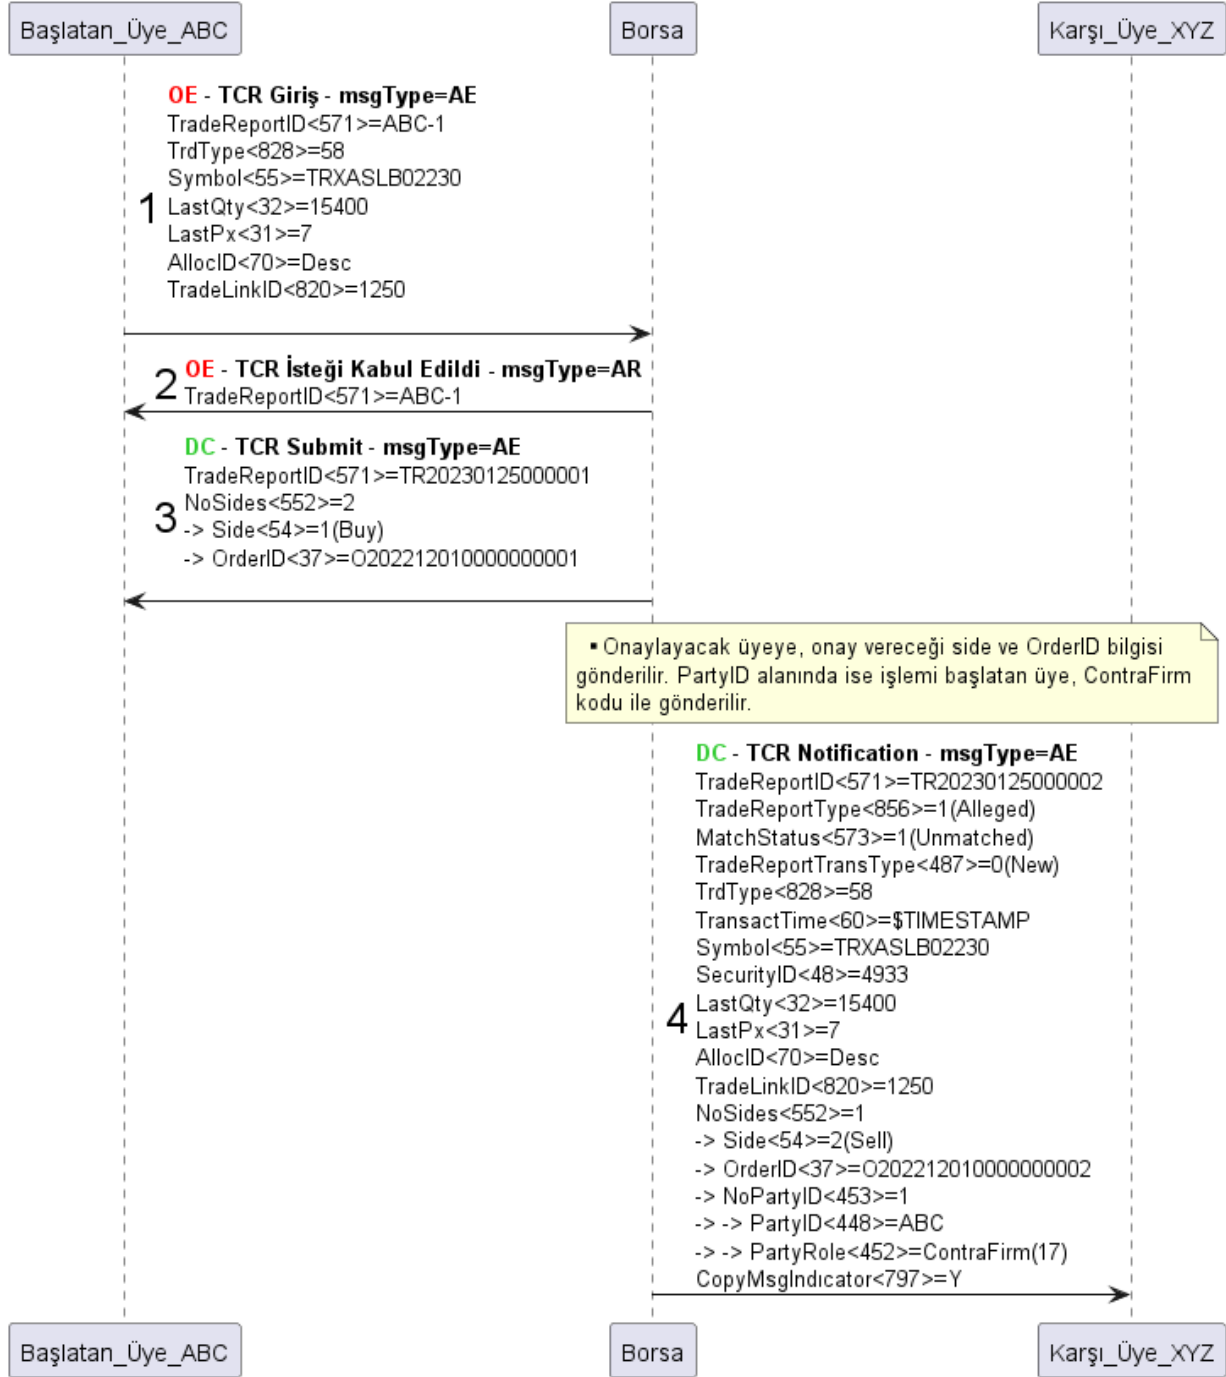 Başlatan_Üye_ABC
Borsa
Karşı_Üye_XYZ
OE - TCR Giriş - msgType=AE
TradeReportID<571>=ABC-1
TrdType<828>=58
Symbol<55>=TRXASLB02230
1
LastQty<32>=15400
LastPx<31>=7
AllocID<70>=Desc
TradeLinkID<820>=1250
2
OE - TCR İsteği Kabul Edildi - msgType=AR
TradeReportID<571>=ABC-1
DC - TCR Submit - msgType=AE
TradeReportID<571>=TR20230125000001
NoSides<552>=2
3
-> Side<54>=1(Buy)
-> OrderID<37>=O202212010000000001
▪ Onaylayacak üyeye, onay vereceği side ve OrderID bilgisi
gönderilir. PartyID alanında ise işlemi başlatan üye, ContraFirm
kodu ile gönderilir.
DC - TCR Notification - msgType=AE
TradeReportID<571>=TR20230125000002
TradeReportType<856>=1(Alleged)
MatchStatus<573>=1(Unmatched)
TradeReportTransType<487>=0(New)
TrdType<828>=58
TransactTime<60>=$TIMESTAMP
Symbol<55>=TRXASLB02230
SecurityID<48>=4933
LastQty<32>=15400
4
LastPx<31>=7
AllocID<70>=Desc
TradeLinkID<820>=1250
NoSides<552>=1
-> Side<54>=2(Sell)
-> OrderID<37>=O202212010000000002
-> NoPartyID<453>=1
-> -> PartyID<448>=ABC
-> -> PartyRole<452>=ContraFirm(17)
CopyMsgIndicator<797>=Y
Başlatan_Üye_ABC
Borsa
Karşı_Üye_XYZ